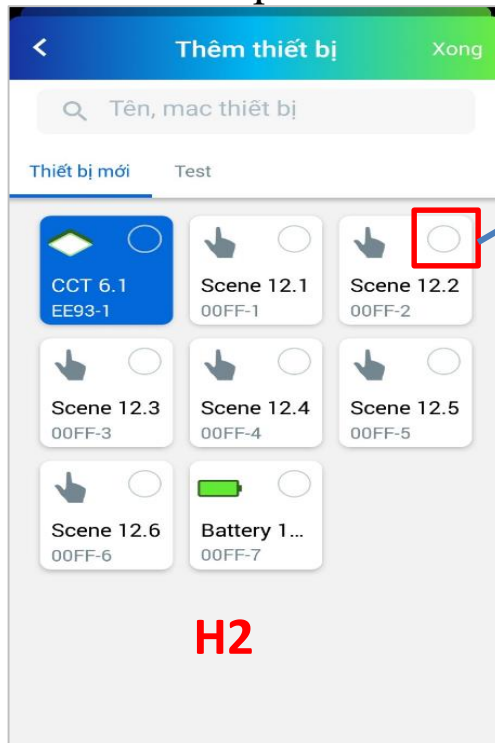 Thêm thiết bị
Xong
Tên, mac thiết bị
Thiết bị mới
Test
CCT 6.1
EE93-1
Scene 12.1
00FF-1
Scene 12.2
00FF-2
Scene 12.3
00FF-3
Scene 12.4
00FF-4
Scene 12.5
00FF-5
Scene 12.6
00FF-6
Battery 1...
00FF-7
H2